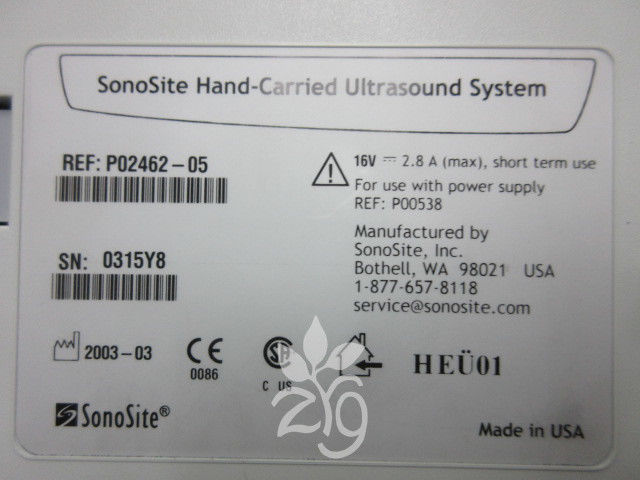 SonoSite Hand-Carried Ultrasound System
REF: P02462-05
SN: 0315Y8
16V ⎓ 2.8 A (max), short term use
For use with power supply
REF: P00538
Manufactured by
SonoSite, Inc.
Bothell, WA 98021 USA
1-877-657-8118
service@sonosite.com
2003-03
CE
0086
SA
C US
HEÜ01
SonoSite®
Made in USA
zrg